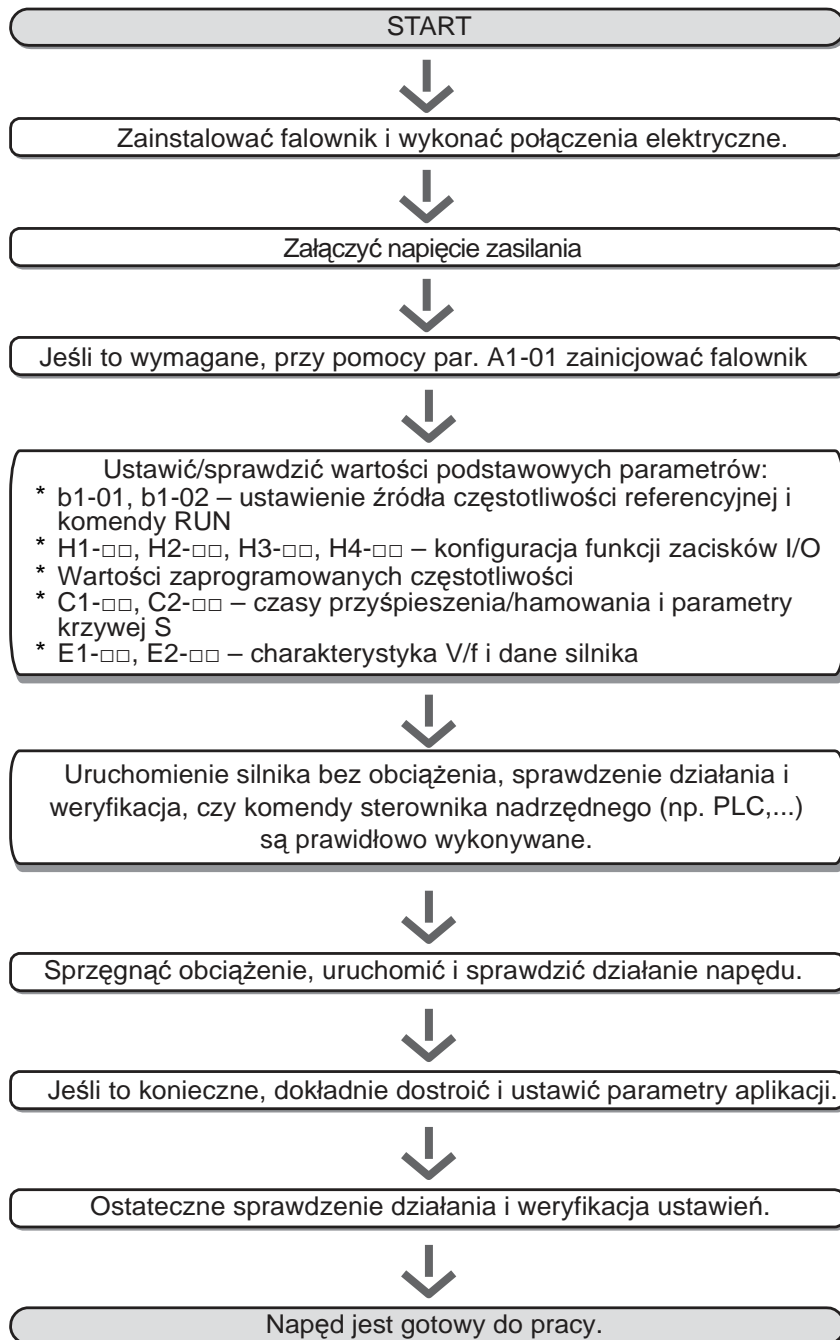 START
Zainstalować falownik i wykonać połączenia elektryczne.
Załączyć napięcie zasilania
Jeśli to wymagane, przy pomocy par. A1-01 zainicjować falownik
Ustawić/sprawdzić wartości podstawowych parametrów:
* b1-01, b1-02 – ustawienie źródła częstotliwości referencyjnej i
komendy RUN
* H1-□□, H2-□□, H3-□□, H4-□□ – konfiguracja funkcji zacisków I/O
* Wartości zaprogramowanych częstotliwości
* C1-□□, C2-□□ – czasy przyśpieszenia/hamowania i parametry
krzywej S
* E1-□□, E2-□□ – charakterystyka V/f i dane silnika
Uruchomienie silnika bez obciążenia, sprawdzenie działania i
weryfikacja, czy komendy sterownika nadrzędnego (np. PLC,...)
są prawidłowo wykonywane.
Sprzęgnąć obciążenie, uruchomić i sprawdzić działanie napędu.
Jeśli to konieczne, dokładnie dostroić i ustawić parametry aplikacji.
Ostateczne sprawdzenie działania i weryfikacja ustawień.
Napęd jest gotowy do pracy.